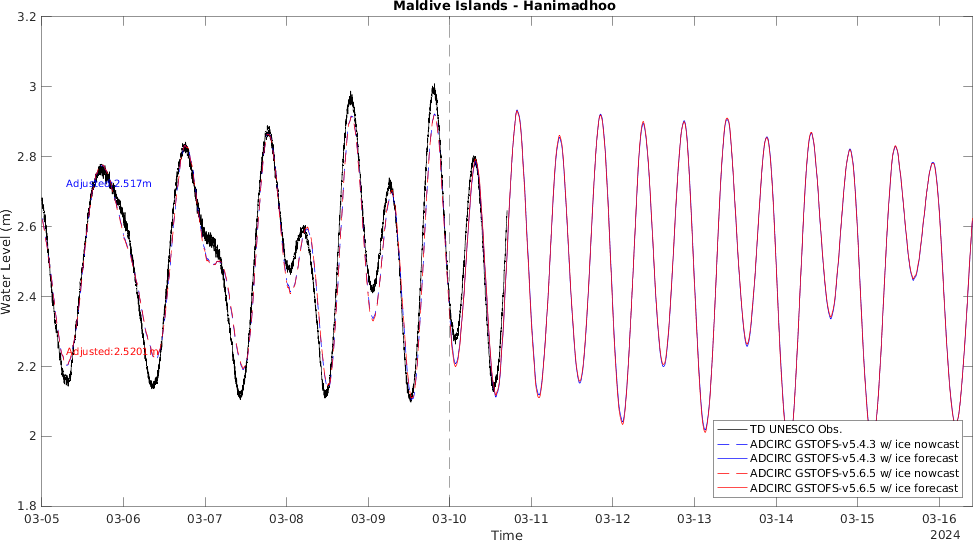 Maldive Islands - Hanimadhoo
3.2
3
2.8
2.6
2.4
2.2
2
1.8
Water Level (m)
Adjusted:2.517m
Adjusted:2.5201m
TD UNESCO Obs.
ADCIRC GSTOFS-v5.4.3 w/ ice nowcast
ADCIRC GSTOFS-v5.4.3 w/ ice forecast
ADCIRC GSTOFS-v5.6.5 w/ ice nowcast
ADCIRC GSTOFS-v5.6.5 w/ ice forecast
03-05 03-06 03-07 03-08 03-09 03-10 03-11 03-12 03-13 03-14 03-15 03-16
Time
2024